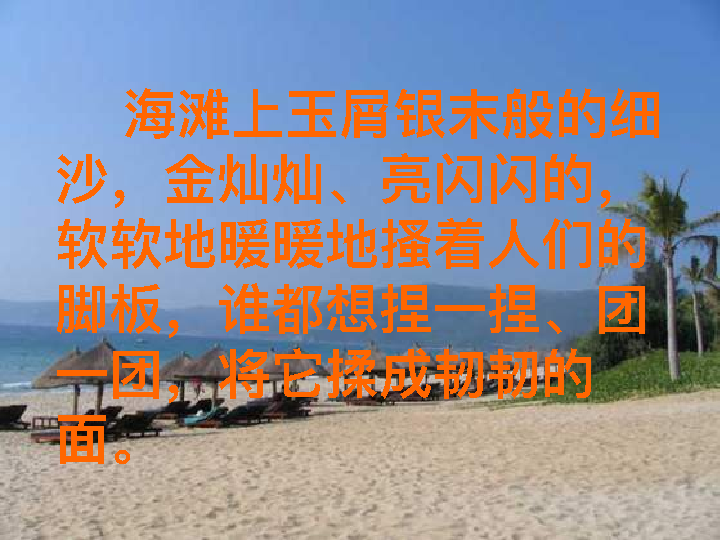 海滩上玉屑银末般的细
沙，金灿灿、亮闪闪的，
软软地暖暖地搔着人们的
脚板，谁都想捏一捏、团
一团，将它揉成韧韧的
面。